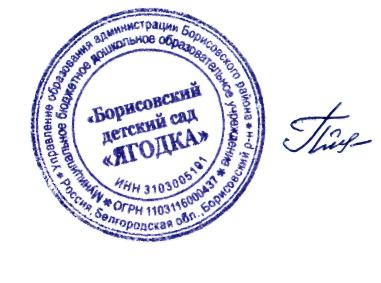 Управление образования администрации Борисовского района
* Россия, Белгородская обл., Борисовский р-н *
Муниципальное бюджетное дошкольное образовательное учреждение
* ОГРН 1103116000437 *
«Борисовский
детский сад
«ЯГОДКА»
ИНН 3103005191